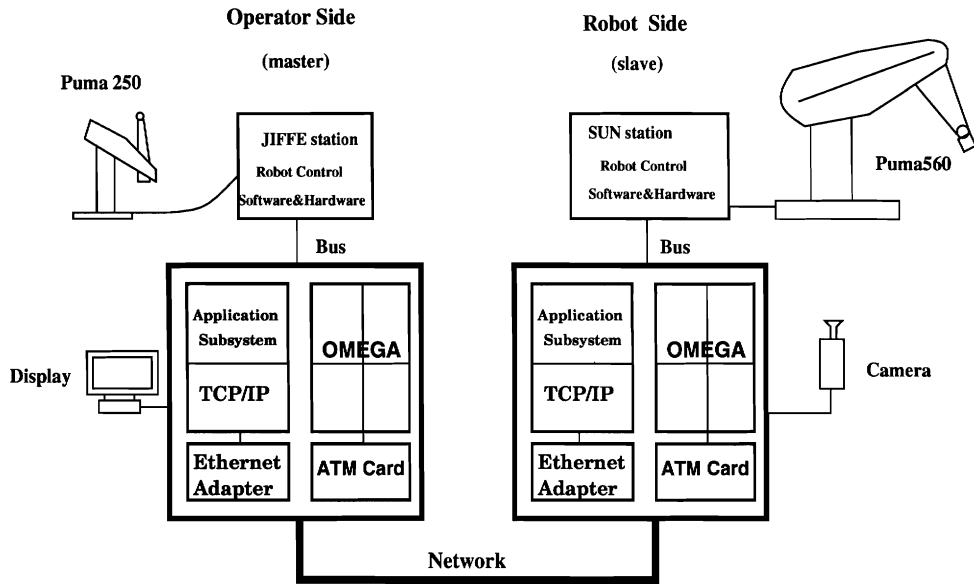 Operator Side
(master)
Puma 250
JIFFE station
Robot Control
Software&Hardware
Bus
Application
Subsystem
TCP/IP
Ethernet
Adapter
OMEGA
ATM Card
Display
Robot Side
(slave)
SUN station
Robot Control
Software&Hardware
Puma560
Bus
Application
Subsystem
TCP/IP
Ethernet
Adapter
OMEGA
ATM Card
Camera
Network